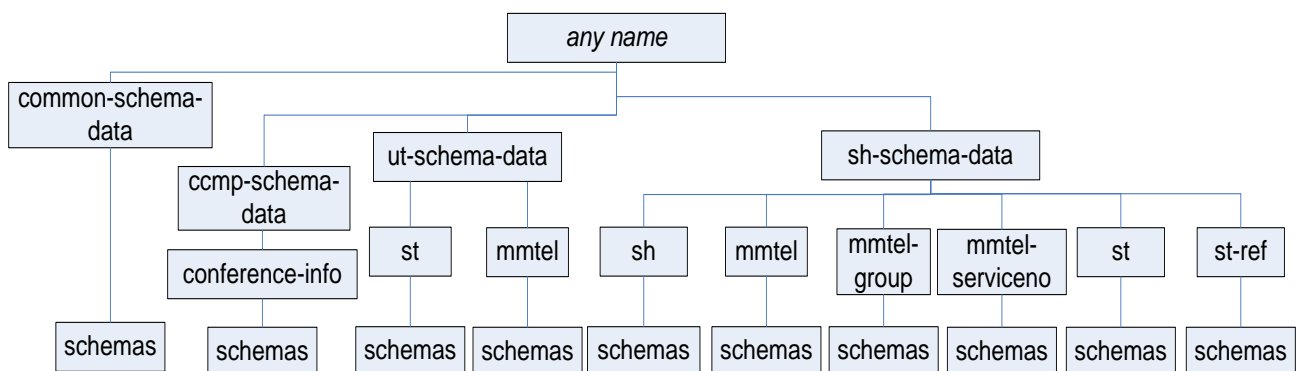 any name
common-schema-
data
ut-schema-data
sh-schema-data
ccmp-schema-
data
st
mmtel
sh
mmtel
mmtel-
group
mmtel-
serviceno
st
st-ref
conference-info
schemas
schemas
schemas
schemas
schemas
schemas
schemas
schemas
schemas
schemas